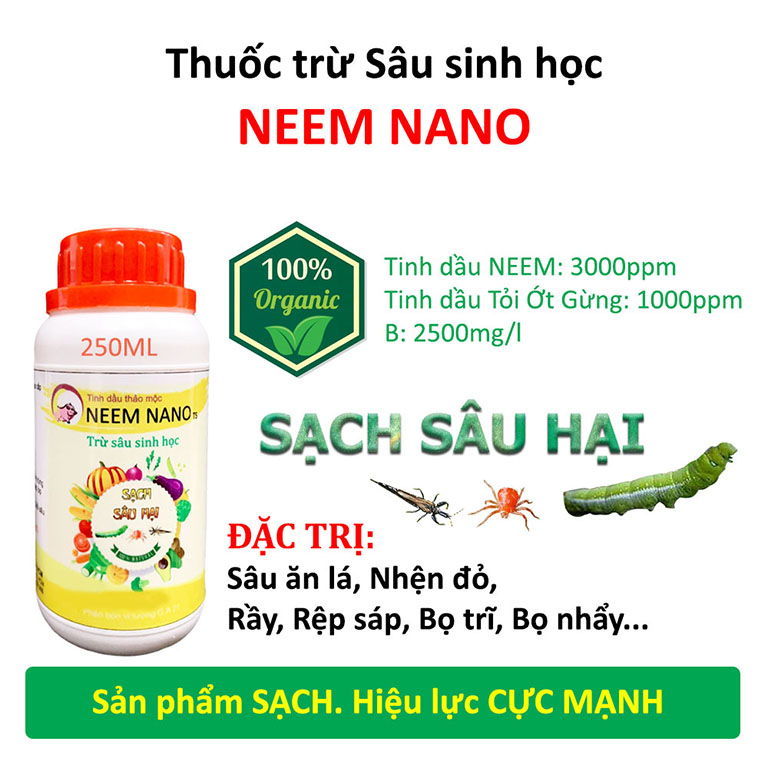 Thuốc trừ Sâu sinh học
NEEM NANO
100%
Organic
Tinh dầu NEEM: 3000ppm
Tinh dầu Tỏi Ớt Gừng: 1000ppm
B: 2500mg/l
250ML
Tinh dầu thảo mộc
NEEM NANO
Trừ sâu sinh học
SẠCH
SÂU HẠI
SẠCH SÂU HẠI
ĐẶC TRỊ:
Sâu ăn lá, Nhện đỏ,
Rầy, Rệp sáp, Bọ trĩ, Bọ nhẩy...
Sản phẩm SẠCH. Hiệu lực CỰC MẠNH